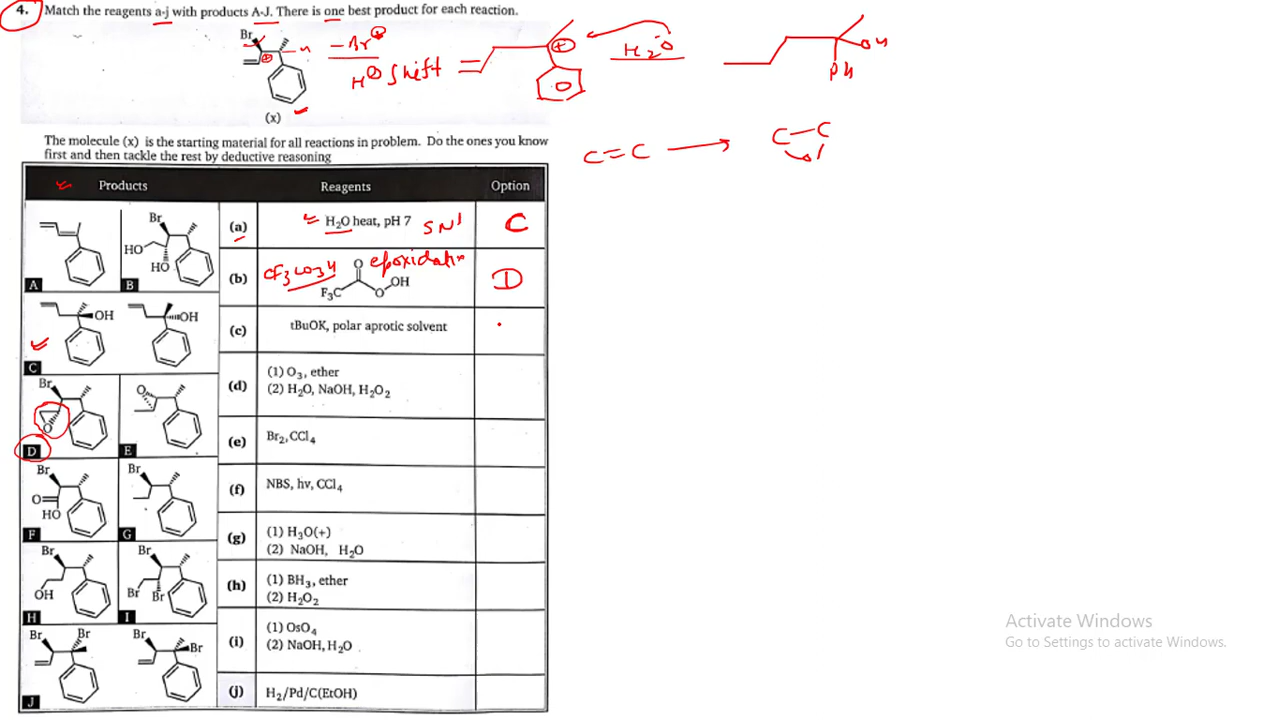 4. Match the reagents a-j with products A-J. There is one best product for each reaction.
Br
H
-Br⊖
H⊖ shift
⊕
H₂O
OH
Ph
(x)
The molecule (x) is the starting material for all reactions in problem. Do the ones you know
first and then tackle the rest by deductive reasoning
C=C → C-C
O
Products Reagents Option
A
Br HO HO B
(a) H₂O heat, pH 7 SN¹ C
(b) CF₃CO₃H epoxidation D
O
F₃C O OH
OH OH
C
(c) tBuOK, polar aprotic solvent
(d) (1) O₃, ether
(2) H₂O, NaOH, H₂O₂
Br O D
O E
(e) Br₂, CCl₄
Br O HO F
Br G
(f) NBS, hv, CCl₄
(g) (1) H₃O(+)
(2) NaOH, H₂O
Br OH H
Br Br Br I
(h) (1) BH₃, ether
(2) H₂O₂
(i) (1) OsO₄
(2) NaOH, H₂O
Br Br Br Br
J
(j) H₂/Pd/C(EtOH)
Activate Windows
Go to Settings to activate Windows.